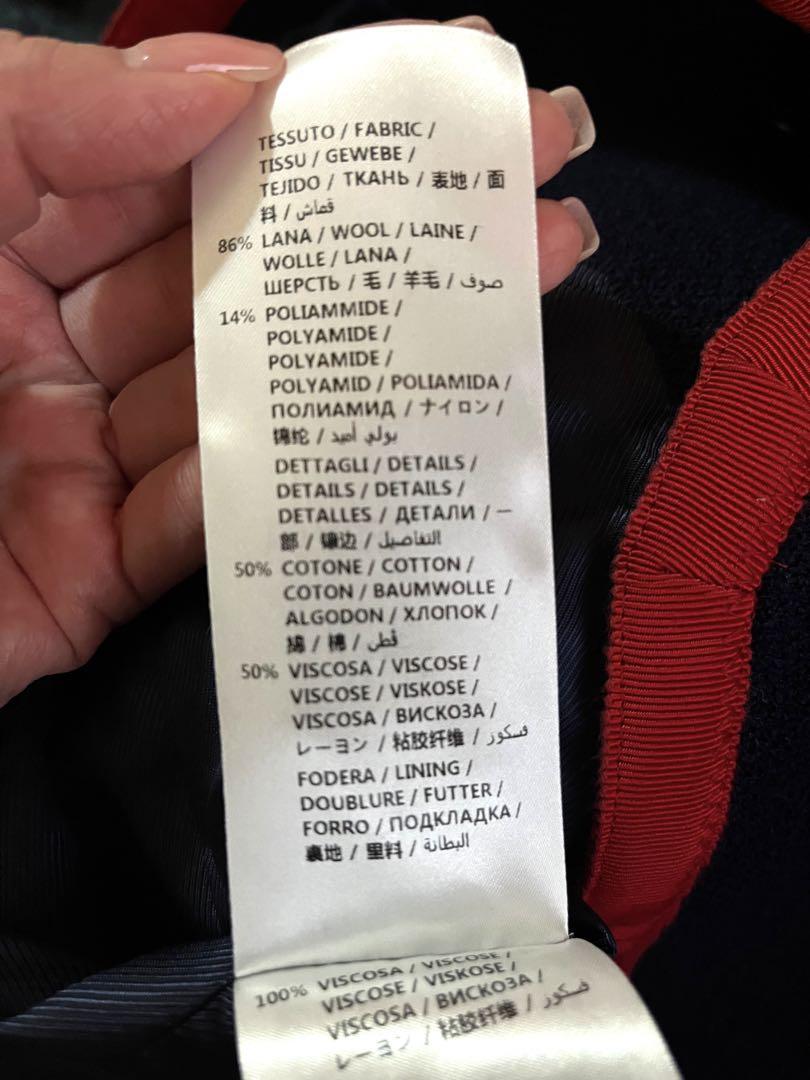 TESSUTO / FABRIC /
TISSU / GEWEBE /
TEJIDO / ТКАНЬ / 表地 / 面
料 / قماش
86% LANA / WOOL / LAINE /
WOLLE / LANA /
ШЕРСТЬ / 毛 / 羊毛 / صوف
14% POLIAMMIDE /
POLYAMIDE /
POLYAMIDE /
POLYAMID / POLIAMIDA /
ПОЛИАМИД / ナイロン /
锦纶 / بولي أميد
DETTAGLI / DETAILS /
DETAILS / DETAILS /
DETALLES / ДЕТАЛИ / 一
部 / 镶边 / التفاصيل
50% COTONE / COTTON /
COTON / BAUMWOLLE /
ALGODON / ХЛОПОК /
綿 / 棉 / قطن
50% VISCOSA / VISCOSE /
VISCOSE / VISKOSE /
VISCOSA / ВИСКОЗА /
レーヨン / 粘胶纤维 / فسكوز
FODERA / LINING /
DOUBLURE / FUTTER /
FORRO / ПОДКЛАДКА /
裏地 / 里料 / البطانة
100% VISCOSA / VISCOSE /
VISCOSE / VISKOSE /
VISCOSA / ВИСКОЗА /
レーヨン / 粘胶纤维 / فسكوز